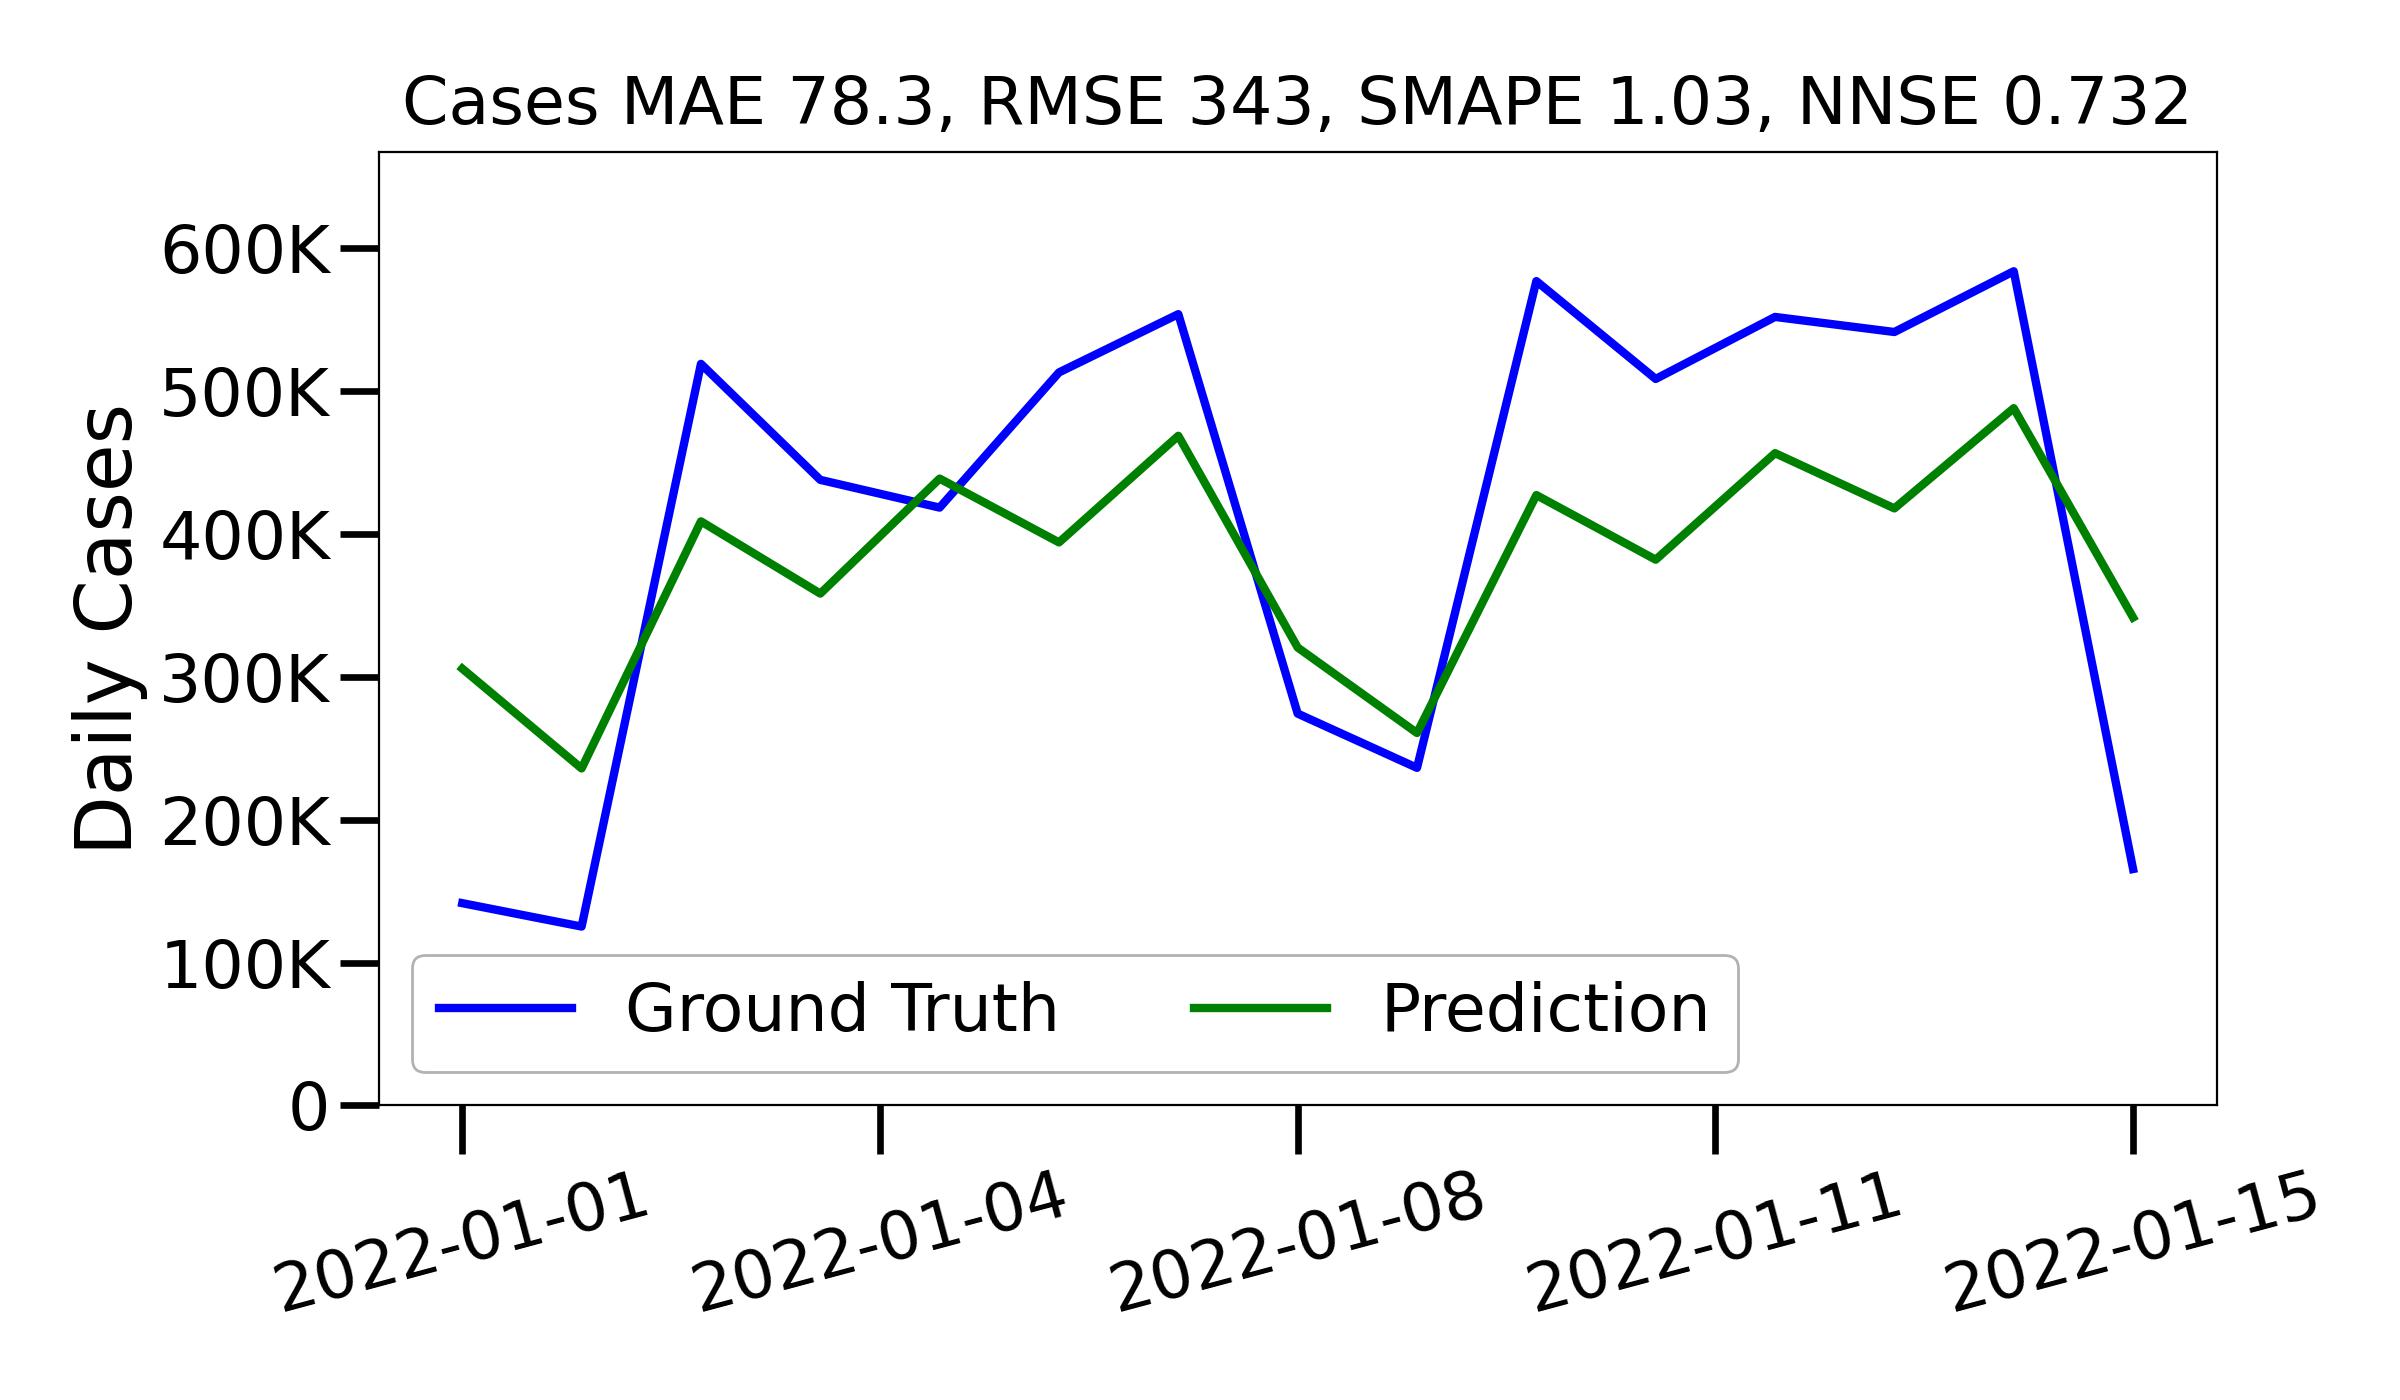 Cases MAE 78.3, RMSE 343, SMAPE 1.03, NNSE 0.732
Daily Cases
600K
500K
400K
300K
200K
100K
0
Ground Truth Prediction
2022-01-01 2022-01-04 2022-01-08 2022-01-11 2022-01-15